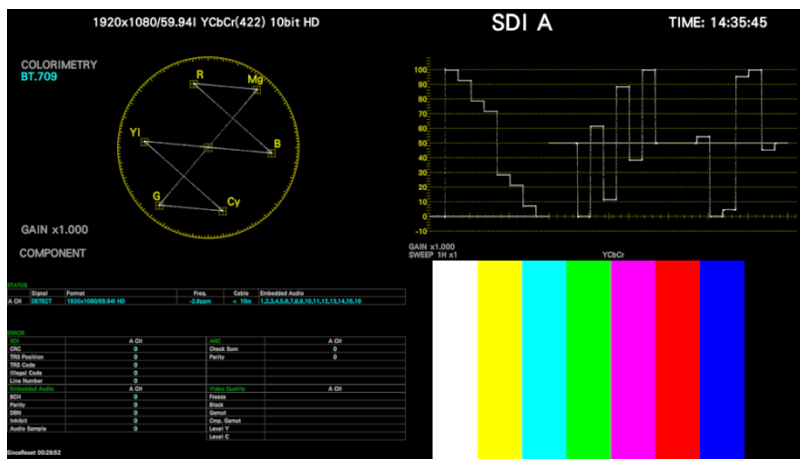 1920x1080/59.94I YCbCr(422) 10bit HD
SDI A
TIME: 14:35:45
COLORIMETRY
BT.709
R
Mg
Yl
B
G
Cy
GAIN x1.000
COMPONENT
100
90
80
70
60
50
40
30
20
10
0
-10
GAIN x1.000
SWEEP 1H x1
YCbCr
STATUS
Signal Format Freq. Cable Embedded Audio
A CH DETECT 1920x1080/59.94I HD -2.6ppm < 10m 1,2,3,4,5,6,7,8,9,10,11,12,13,14,15,16
ERROR
SDI A CH ANC A CH
CRC 0 Check Sum 0
TRS Position 0 Parity 0
TRS Code 0
Illegal Code 0
Line Number 0
Embedded Audio A CH Video Quality A CH
BCH 0 Freeze
Parity 0 Black
DBN 0 Gamut
Inhibit 0 Cmp. Gamut
Audio Sample 0 Level Y
Level C
SinceReset 00:29:52